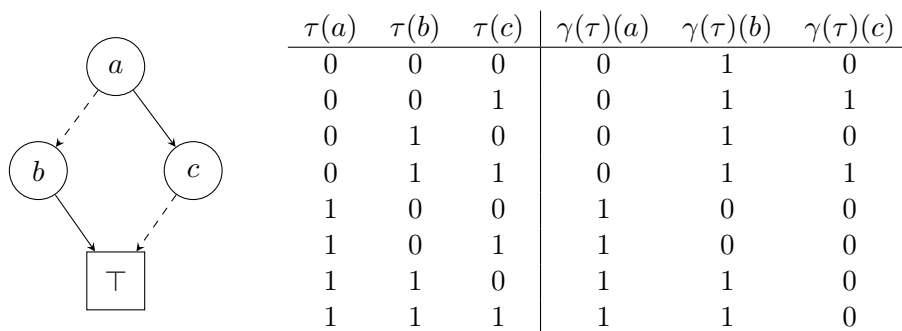 a
b c
⊤
τ(a) τ(b) τ(c) γ(τ)(a) γ(τ)(b) γ(τ)(c)
0 0 0 0 1 0
0 0 1 0 1 1
0 1 0 0 1 0
0 1 1 0 1 1
1 0 0 1 0 0
1 0 1 1 0 0
1 1 0 1 1 0
1 1 1 1 1 0